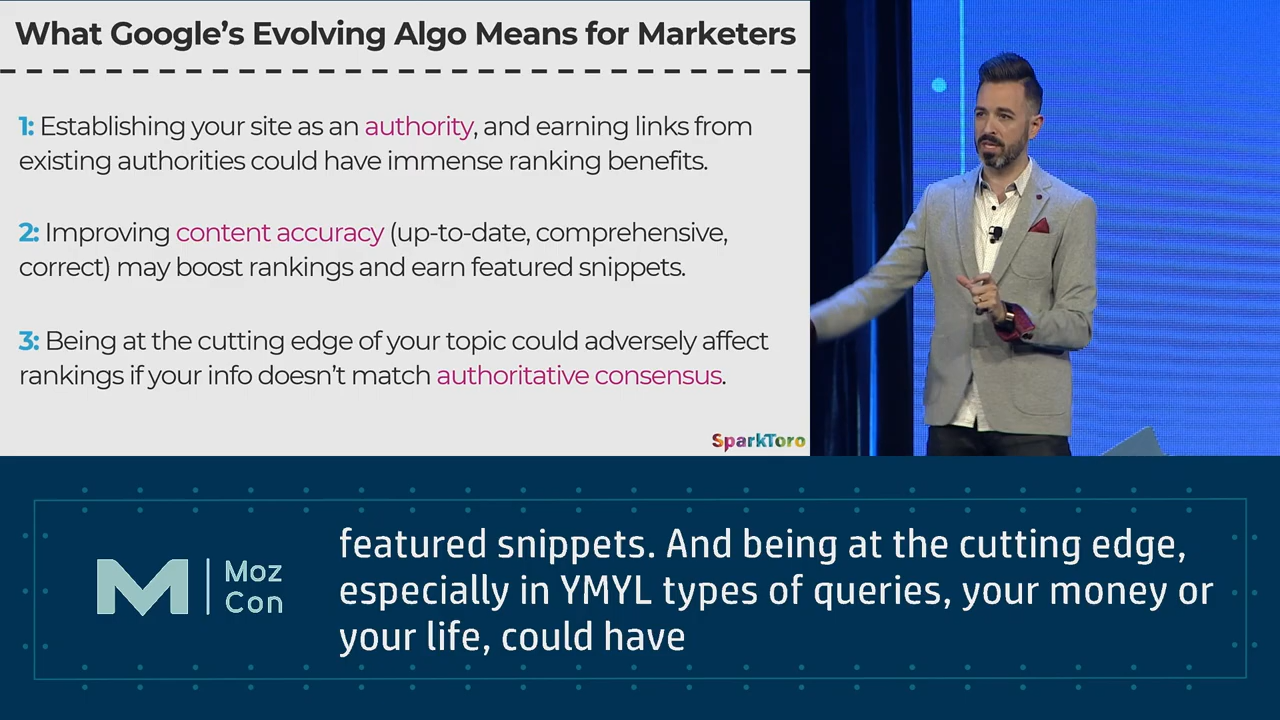 What Google’s Evolving Algo Means for Marketers
1: Establishing your site as an authority, and earning links from
existing authorities could have immense ranking benefits.
2: Improving content accuracy (up-to-date, comprehensive,
correct) may boost rankings and earn featured snippets.
3: Being at the cutting edge of your topic could adversely affect
rankings if your info doesn’t match authoritative consensus.
SparkToro
Moz
Con
featured snippets. And being at the cutting edge,
especially in YMYL types of queries, your money or
your life, could have